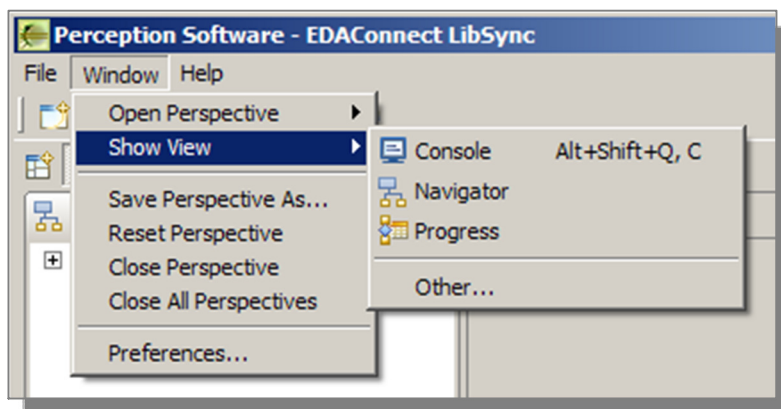 Perception Software - EDAConnect LibSync
File Window Help
Open Perspective
Show View
Save Perspective As...
Reset Perspective
Close Perspective
Close All Perspectives
Preferences...
Console Alt+Shift+Q, C
Navigator
Progress
Other...